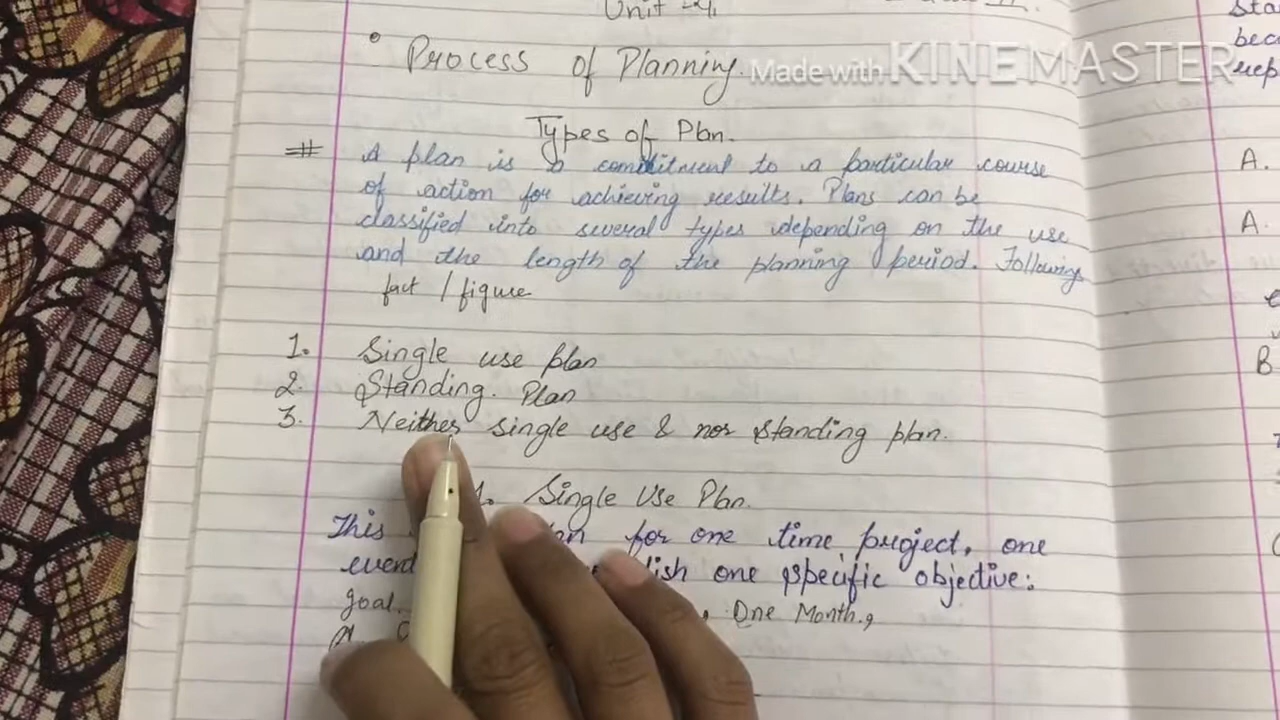 Unit
• Process of Planning.
Made with KINEMASTER
Types of Plan.
# A plan is a commitment to a particular course
of action for achieving results. Plans can be
classified into several types depending on the use
and the length of the planning period. Following
fact / figure
1. Single use plan
2. Standing. Plan
3. Neither single use & nor standing plan.
1. Single Use Plan.
This for one time project, one
event one specific objective:
goal. , One Month.,
A.
A.
B